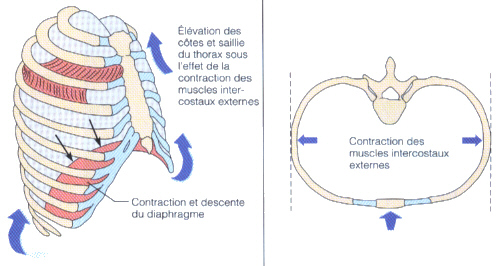 Élévation des
côtes et saillie
du thorax sous
l'effet de la
contraction des
muscles inter-
costaux externes
Contraction et descente
du diaphragme
Contraction des
muscles intercostaux
externes